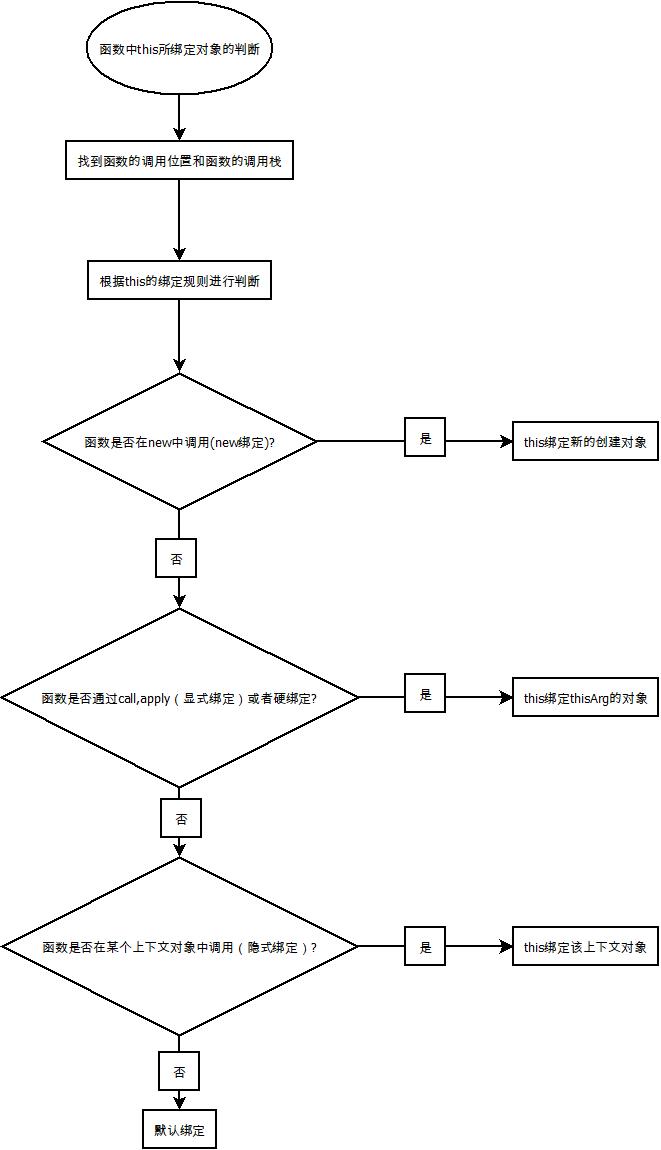 函数中this所绑定对象的判断
找到函数的调用位置和函数的调用栈
根据this的绑定规则进行判断
函数是否在new中调用(new绑定)?
是
this绑定新的创建对象
否
函数是否通过call,apply（显式绑定）或者硬绑定?
是
this绑定thisArg的对象
否
函数是否在某个上下文对象中调用（隐式绑定）?
是
this绑定该上下文对象
否
默认绑定